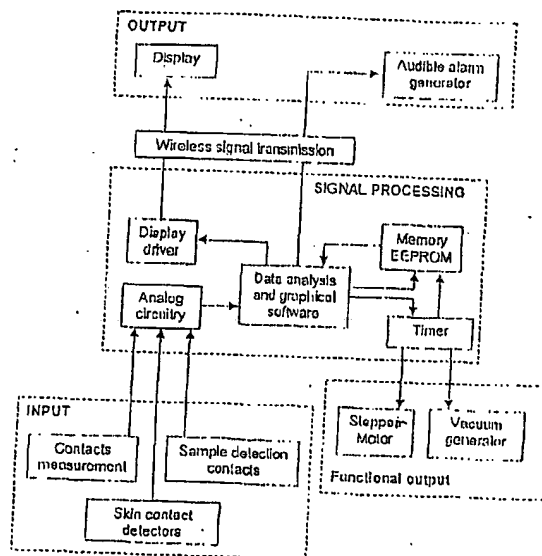 OUTPUT
Display
Audible alarm
generator
Wireless signal transmission
SIGNAL PROCESSING
Display
driver
Memory
EEPROM
Data analysis
and graphical
software
Analog
circuitry
Timer
INPUT
Contacts
measurement
Sample detection
contacts
Skin contact
detectors
Stepper
Motor
Vacuum
generator
Functional output